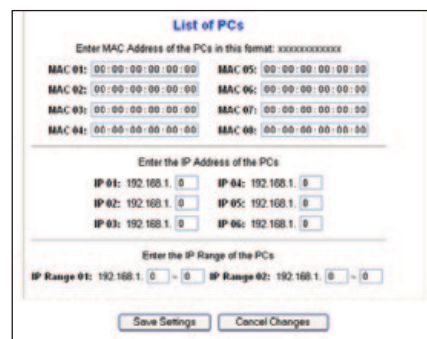 List of PCs
Enter MAC Address of the PCs in this format: xxxxxxxxxxxx
MAC 01: 00:00:00:00:00:00 MAC 05: 00:00:00:00:00:00
MAC 02: 00:00:00:00:00:00 MAC 06: 00:00:00:00:00:00
MAC 03: 00:00:00:00:00:00 MAC 07: 00:00:00:00:00:00
MAC 04: 00:00:00:00:00:00 MAC 08: 00:00:00:00:00:00
Enter the IP Address of the PCs
IP 01: 192.168.1. 0 IP 04: 192.168.1. 0
IP 02: 192.168.1. 0 IP 05: 192.168.1. 0
IP 03: 192.168.1. 0 IP 06: 192.168.1. 0
Enter the IP Range of the PCs
IP Range 01: 192.168.1. 0 ~ 0 IP Range 02: 192.168.1. 0 ~ 0
Save Settings Cancel Changes